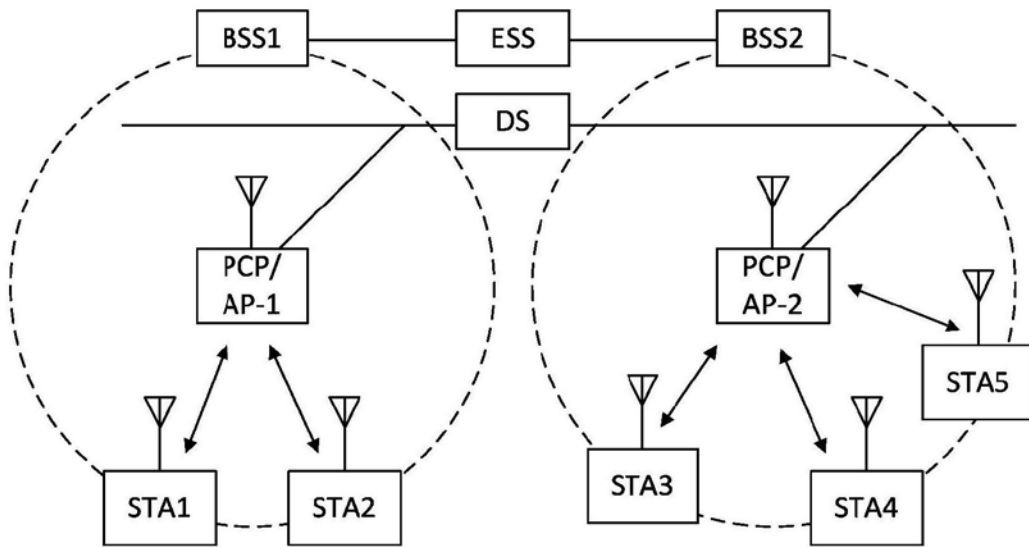 BSS1
ESS
BSS2
DS
PCP/
AP-1
PCP/
AP-2
STA5
STA1
STA2
STA3
STA4